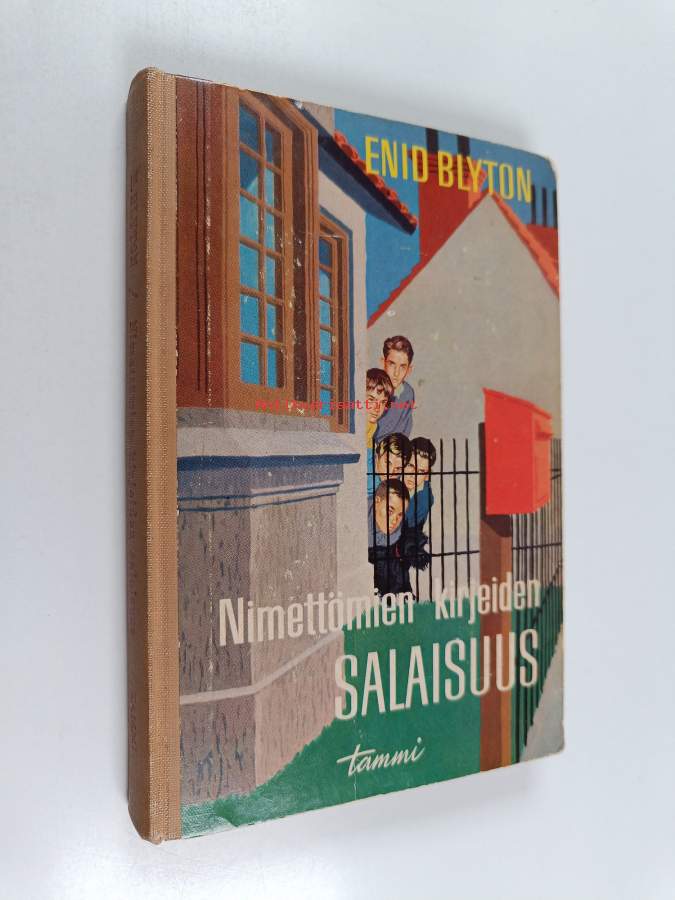 ENID BLYTON
Nimettömien kirjeiden
SALAISUUS
tammi